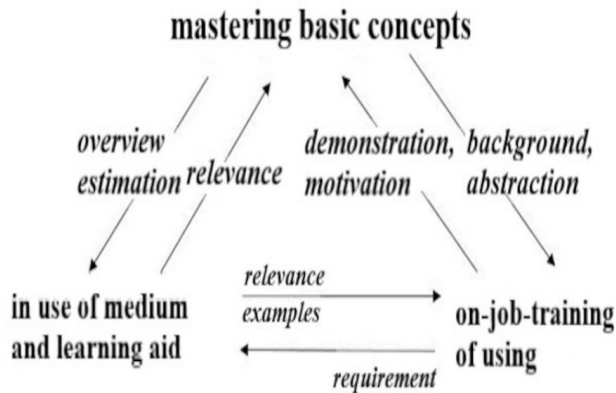 mastering basic concepts
overview
estimation
relevance
demonstration,
motivation
background,
abstraction
in use of medium
and learning aid
relevance
examples
requirement
on-job-training
of using